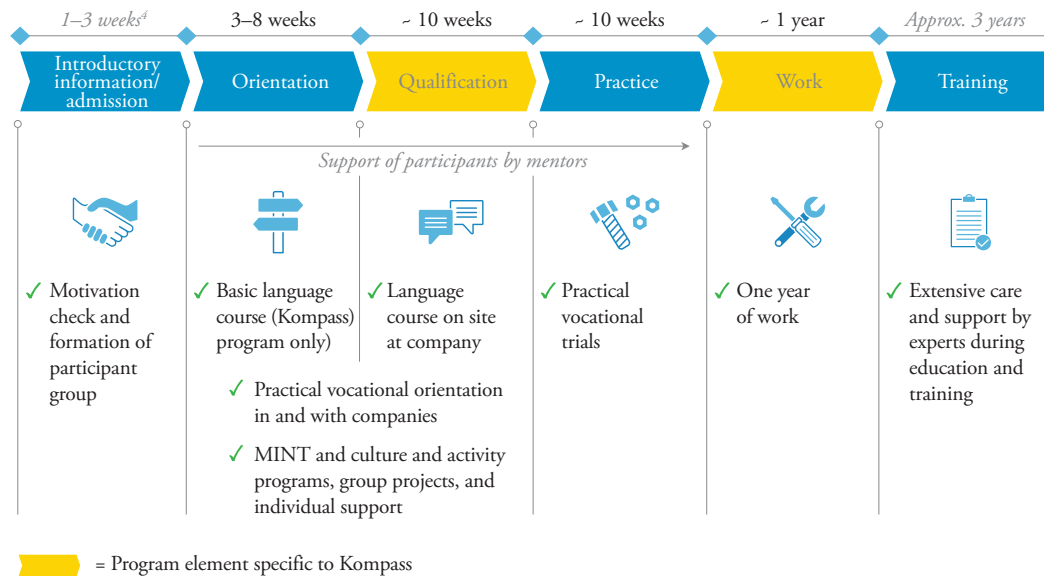 1–3 weeks4
3–8 weeks
~ 10 weeks
~ 10 weeks
~ 1 year
Approx. 3 years
Introductory
information/
admission
Orientation
Qualification
Practice
Work
Training
Support of participants by mentors
✓ Motivation
check and
formation of
participant
group
✓ Basic language
course (Kompass)
program only)
✓ Language
course on site
at company
✓ Practical
vocational
trials
✓ One year
of work
✓ Extensive care
and support by
experts during
education and
training
✓ Practical vocational orientation
in and with companies
✓ MINT and culture and activity
programs, group projects, and
individual support
= Program element specific to Kompass